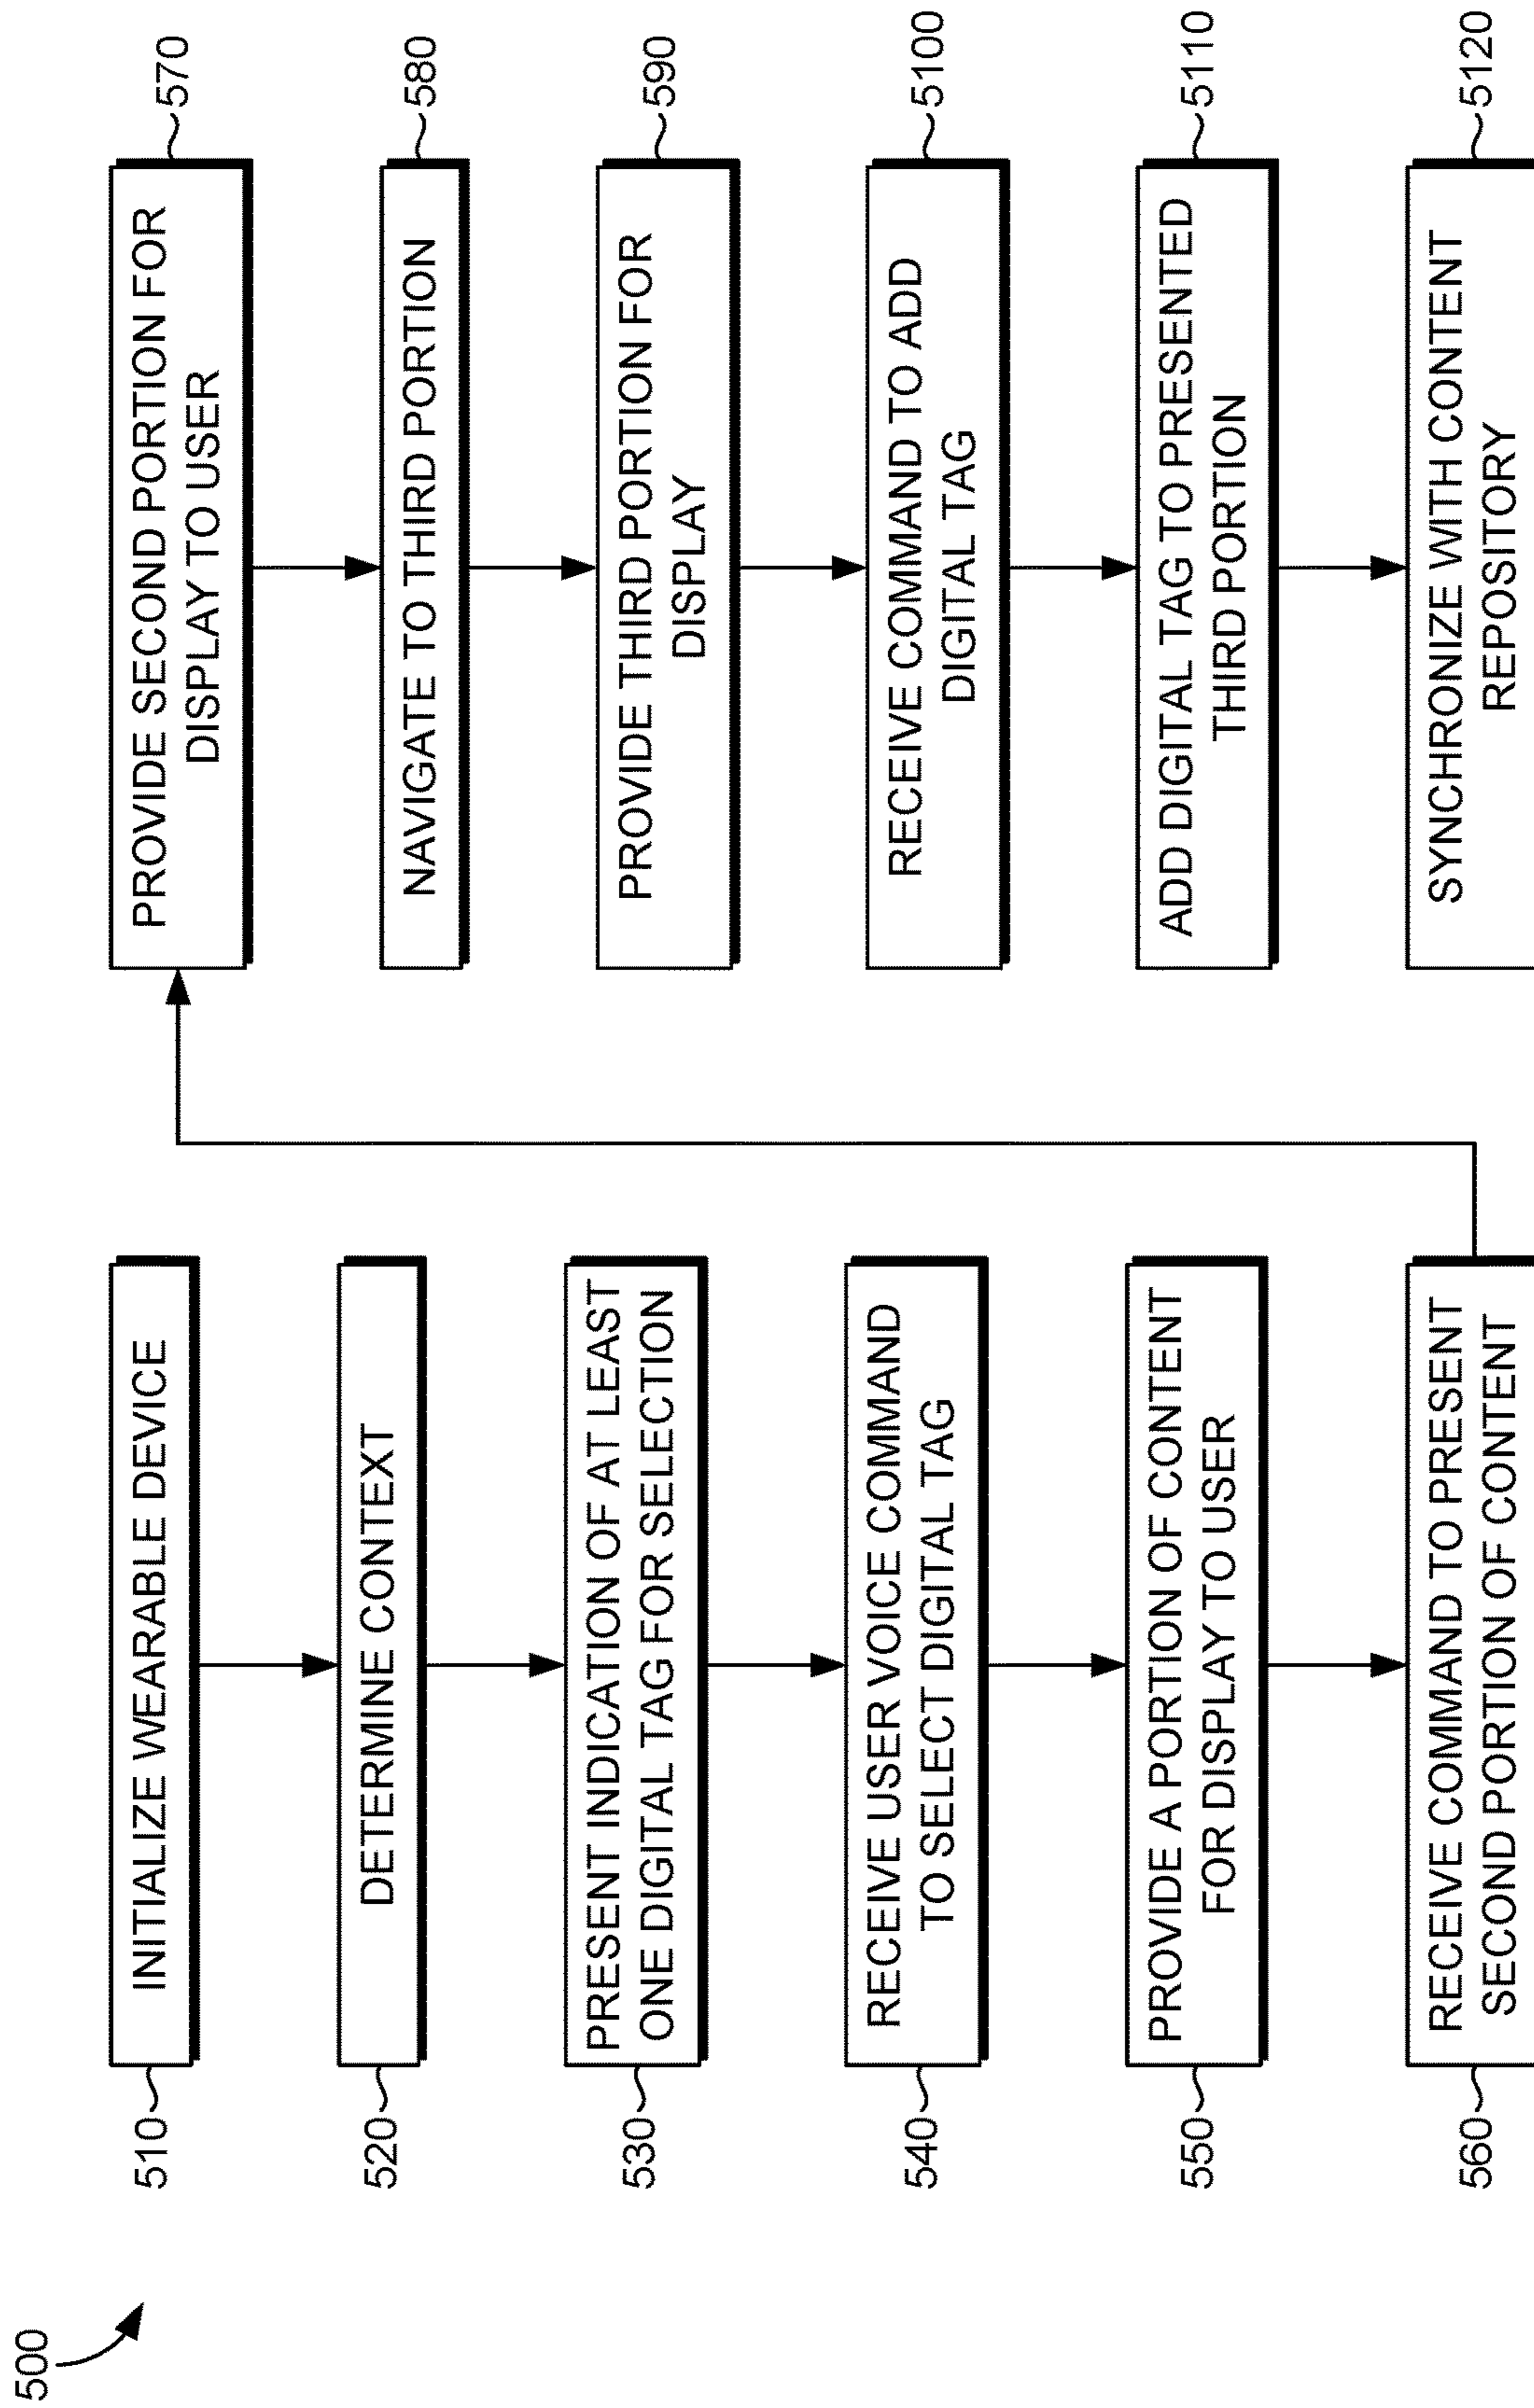 500
510
INITIALIZE WEARABLE DEVICE
520
DETERMINE CONTEXT
530
PRESENT INDICATION OF AT LEAST
ONE DIGITAL TAG FOR SELECTION
540
RECEIVE USER VOICE COMMAND
TO SELECT DIGITAL TAG
550
PROVIDE A PORTION OF CONTENT
FOR DISPLAY TO USER
560
RECEIVE COMMAND TO PRESENT
SECOND PORTION OF CONTENT
PROVIDE SECOND PORTION FOR
DISPLAY TO USER
570
NAVIGATE TO THIRD PORTION
580
PROVIDE THIRD PORTION FOR
DISPLAY
590
RECEIVE COMMAND TO ADD
DIGITAL TAG
5100
ADD DIGITAL TAG TO PRESENTED
THIRD PORTION
5110
SYNCHRONIZE WITH CONTENT
REPOSITORY
5120